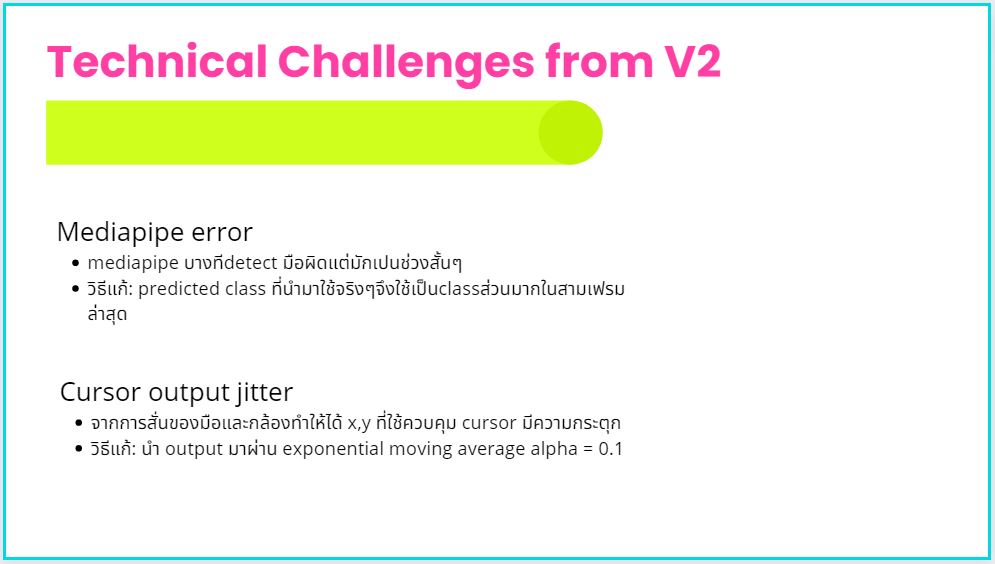 Technical Challenges from V2
Mediapipe error
mediapipe บางทีdetect มือผิดแต่มักเปนช่วงสั้นๆ
วิธีแก้: predicted class ที่นำมาใช้จริงๆจึงใช้เป็นclassส่วนมากในสามเฟรม
ล่าสุด
Cursor output jitter
จากการสั่นของมือและกล้องทำให้ได้ x,y ที่ใช้ควบคุม cursor มีความกระตุก
วิธีแก้: นำ output มาผ่าน exponential moving average alpha = 0.1